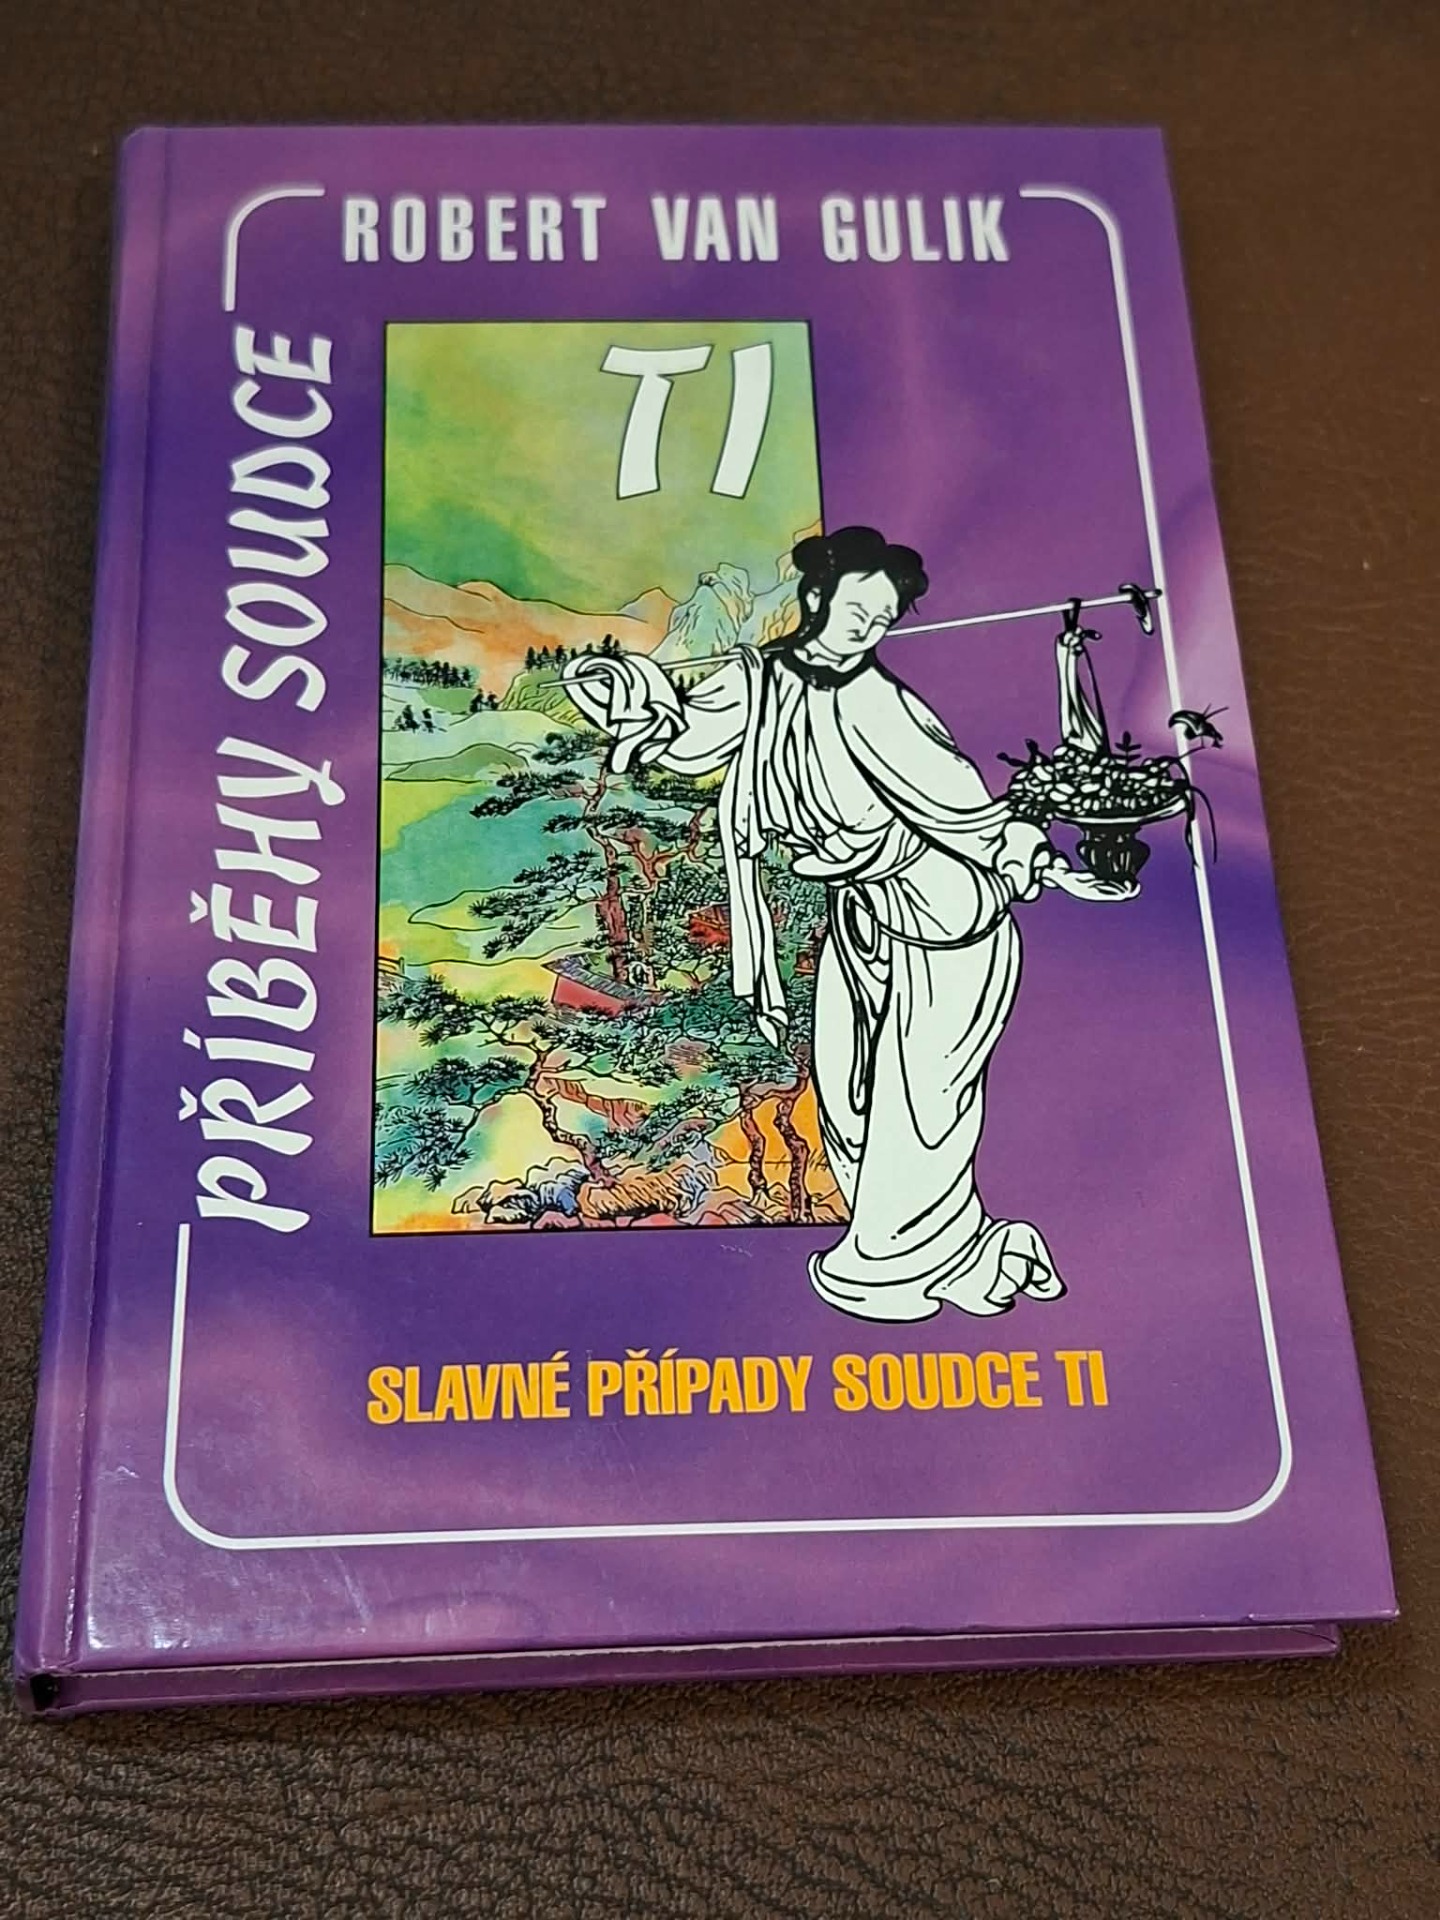 ROBERT VAN GULIK
PŘÍBĚHY SOUDCE
TI
SLAVNÉ PŘÍPADY SOUDCE TI